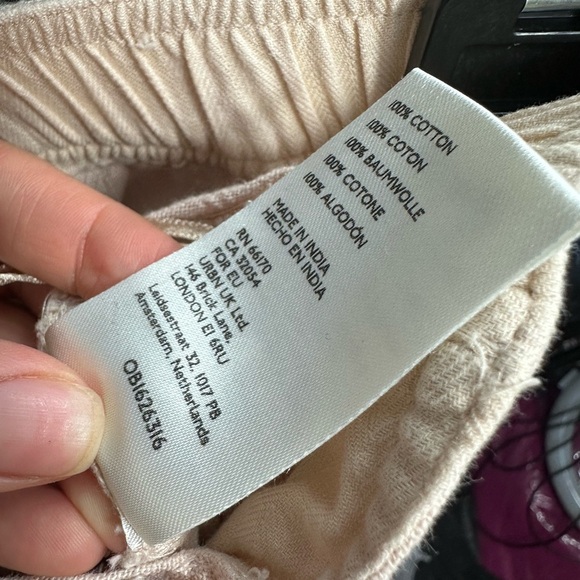 100% COTTON
100% COTON
100% BAUMWOLLE
100% COTONE
100% ALGODÓN
MADE IN INDIA
HECHO EN INDIA
RN 66170
CA 32054
FOR EU
URBN UK Ltd.
146 Brick Lane,
LONDON E1 6RU
Leidsestraat 32, 1017 PB
Amsterdam, Netherlands
OB1626316